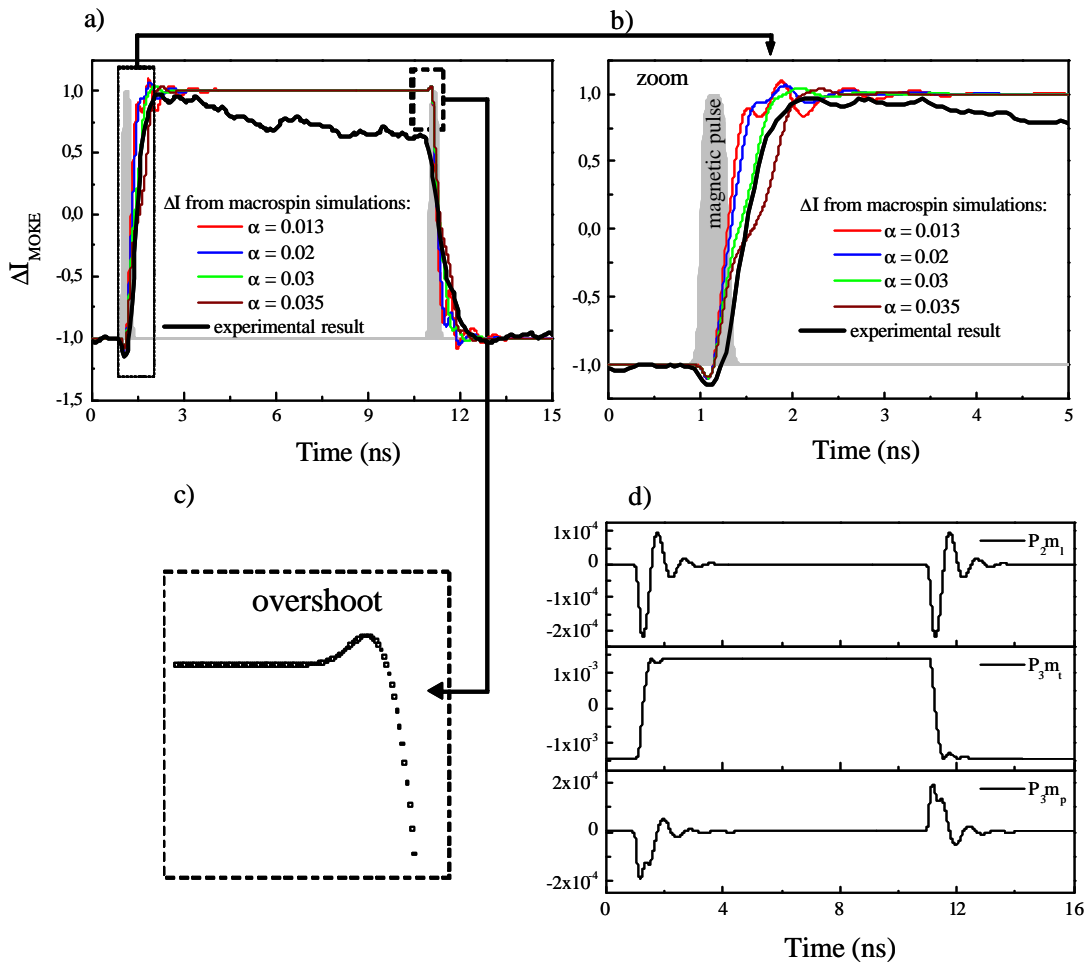 a)
1,0
0,5
0,0
-0,5
-1,0
-1,5
ΔI_MOKE
ΔI from macrospin simulations:
α = 0.013
α = 0.02
α = 0.03
α = 0.035
experimental result
0
3
6
9
12
15
Time (ns)
b)
zoom
1,0
0,5
0,0
-0,5
-1,0
magnetic pulse
ΔI from macrospin simulations:
α = 0.013
α = 0.02
α = 0.03
α = 0.035
experimental result
0
1
2
3
4
5
Time (ns)
c)
overshoot
d)
1x10⁻⁴
0
-1x10⁻⁴
-2x10⁻⁴
P₂m₁
1x10⁻³
0
-1x10⁻³
P₃mₜ
2x10⁻⁴
0
-2x10⁻⁴
P₃mₚ
0
4
8
12
16
Time (ns)